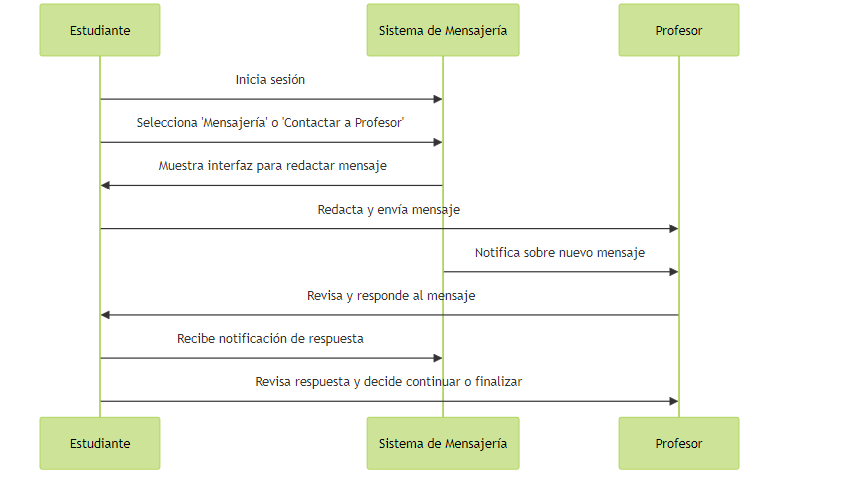 Estudiante
Sistema de Mensajería
Profesor
Inicia sesión
Selecciona 'Mensajería' o 'Contactar a Profesor'
Muestra interfaz para redactar mensaje
Redacta y envía mensaje
Notifica sobre nuevo mensaje
Revisa y responde al mensaje
Recibe notificación de respuesta
Revisa respuesta y decide continuar o finalizar
Estudiante
Sistema de Mensajería
Profesor